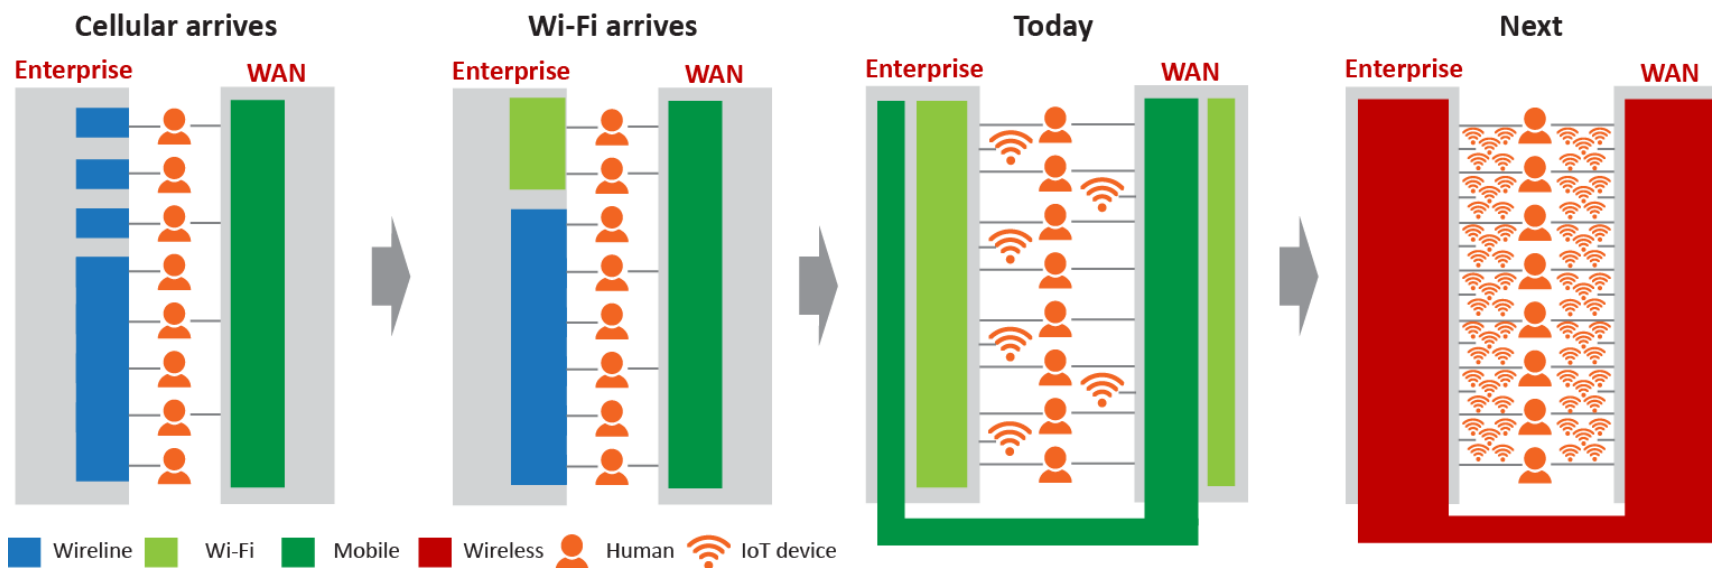 Cellular arrives
Wi-Fi arrives
Today
Next
Enterprise
WAN
Enterprise
WAN
Enterprise
WAN
Enterprise
WAN
Wireline
Wi-Fi
Mobile
Wireless
Human
IoT device